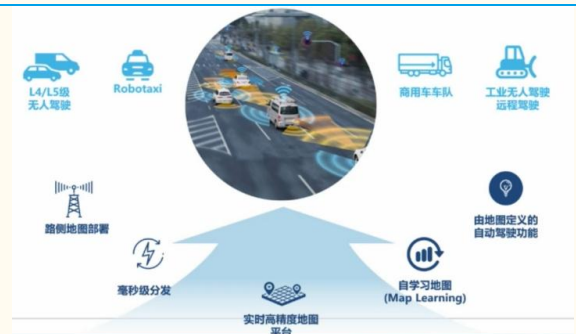 L4/L5级
无人驾驶
Robotaxi
商用车车队
工业无人驾驶
远程驾驶
路侧地图部署
由地图定义的
自动驾驶功能
毫秒级分发
自学习地图
(Map Learning)
实时高精度地图
平台